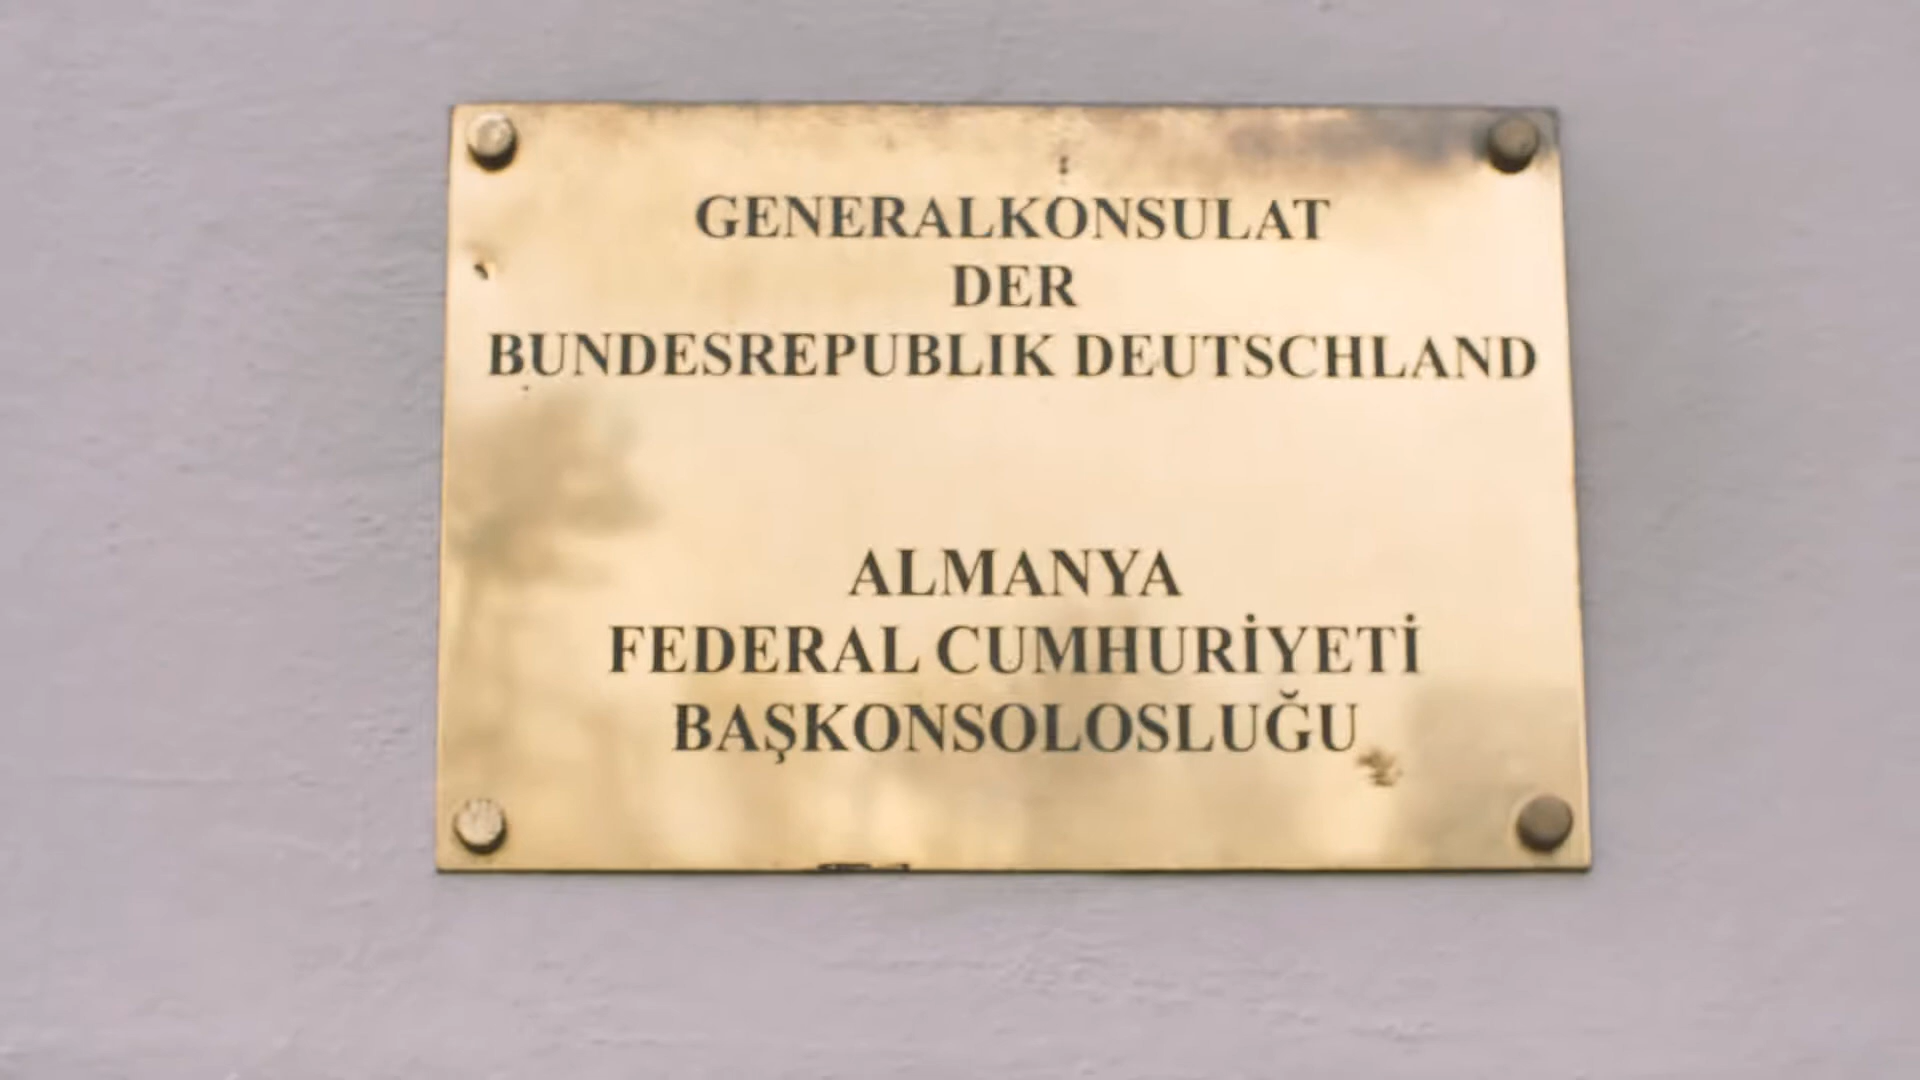 GENERALKONSULAT
DER
BUNDESREPUBLIK DEUTSCHLAND
ALMANYA
FEDERAL CUMHURİYETİ
BAŞKONSOLOSLUĞU